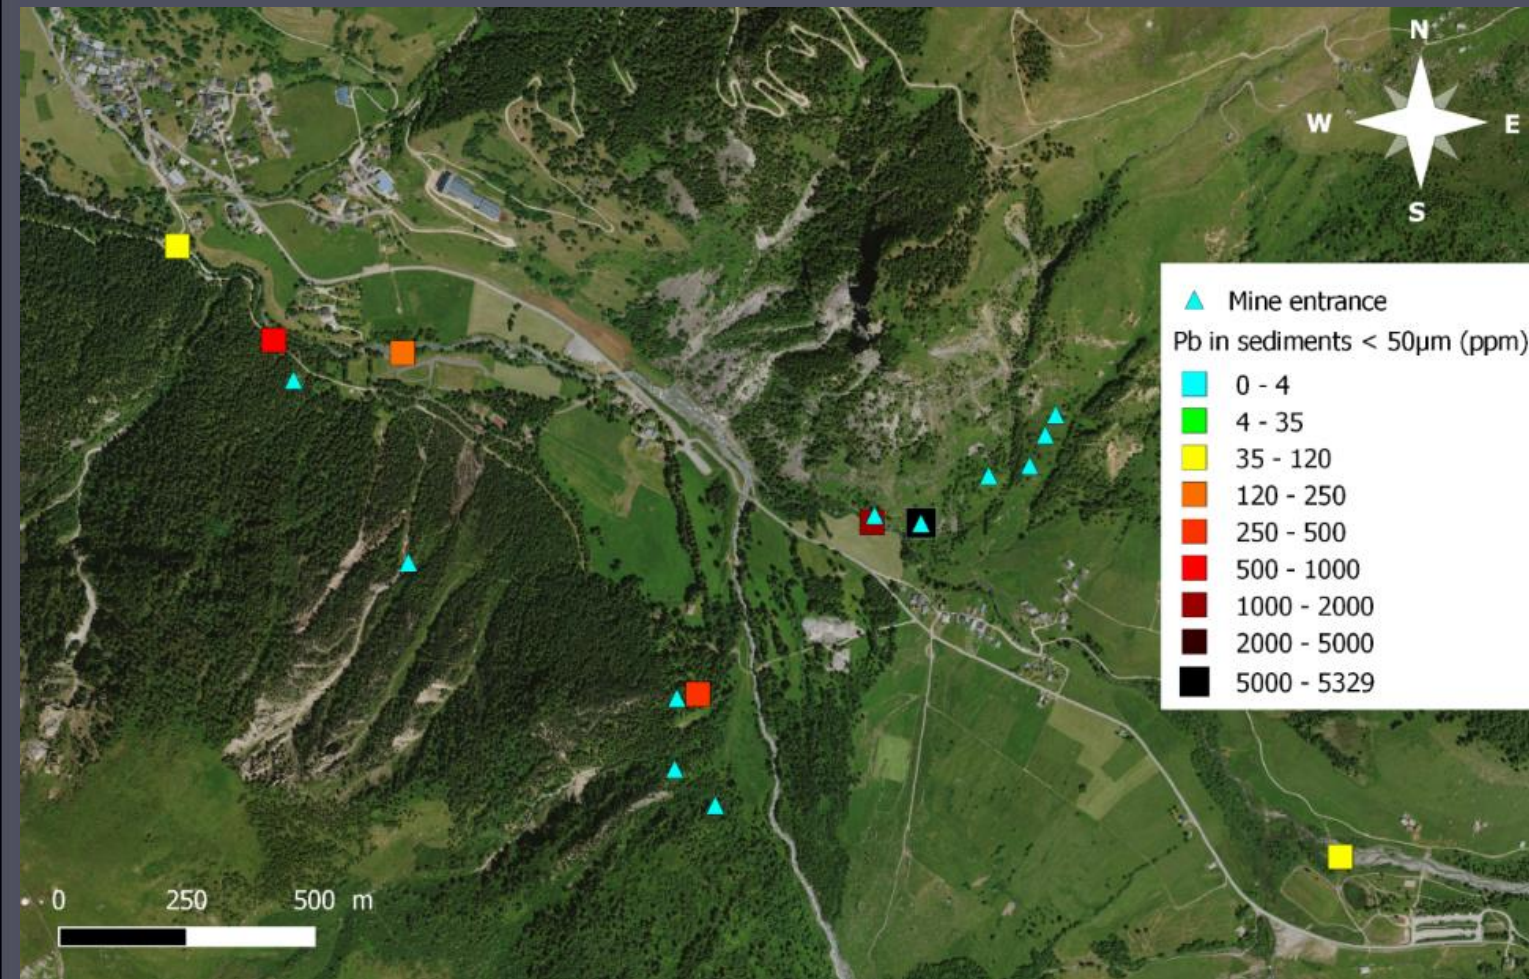 N
W E
S
Mine entrance
Pb in sediments < 50µm (ppm)
0 - 4
4 - 35
35 - 120
120 - 250
250 - 500
500 - 1000
1000 - 2000
2000 - 5000
5000 - 5329
0 250 500 m